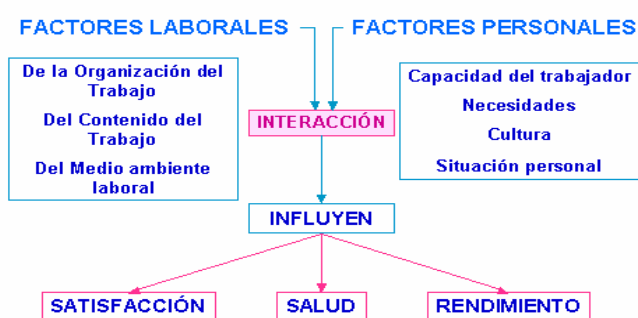 FACTORES LABORALES
FACTORES PERSONALES
De la Organización del
Trabajo
Del Contenido del
Trabajo
Del Medio ambiente
laboral
Capacidad del trabajador
Necesidades
Cultura
Situación personal
INTERACCIÓN
INFLUYEN
SATISFACCIÓN
SALUD
RENDIMIENTO